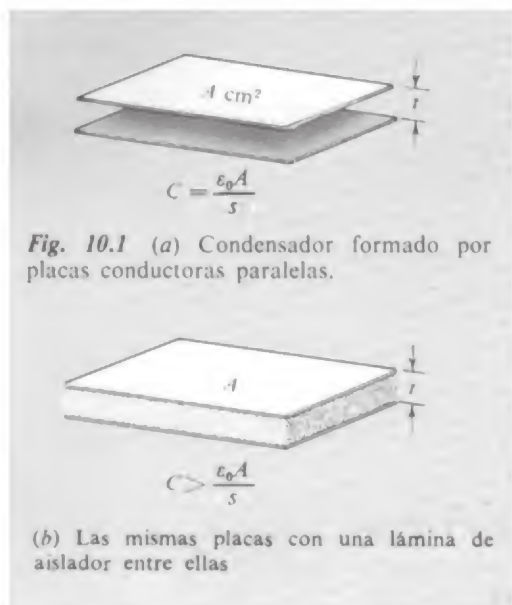 A cm²
t
C = ε₀A / s
Fig. 10.1 (a) Condensador formado por
placas conductoras paralelas.
A
t
C > ε₀A / s
(b) Las mismas placas con una lámina de
aislador entre ellas